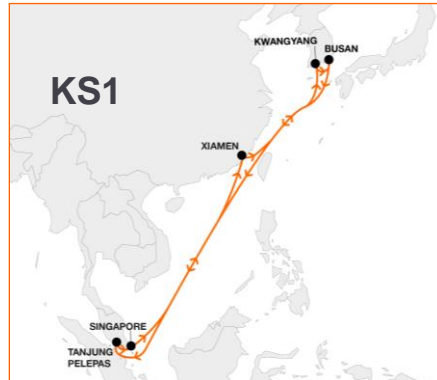 KS1
KWANGYANG
BUSAN
XIAMEN
SINGAPORE
TANJUNG
PELEPAS